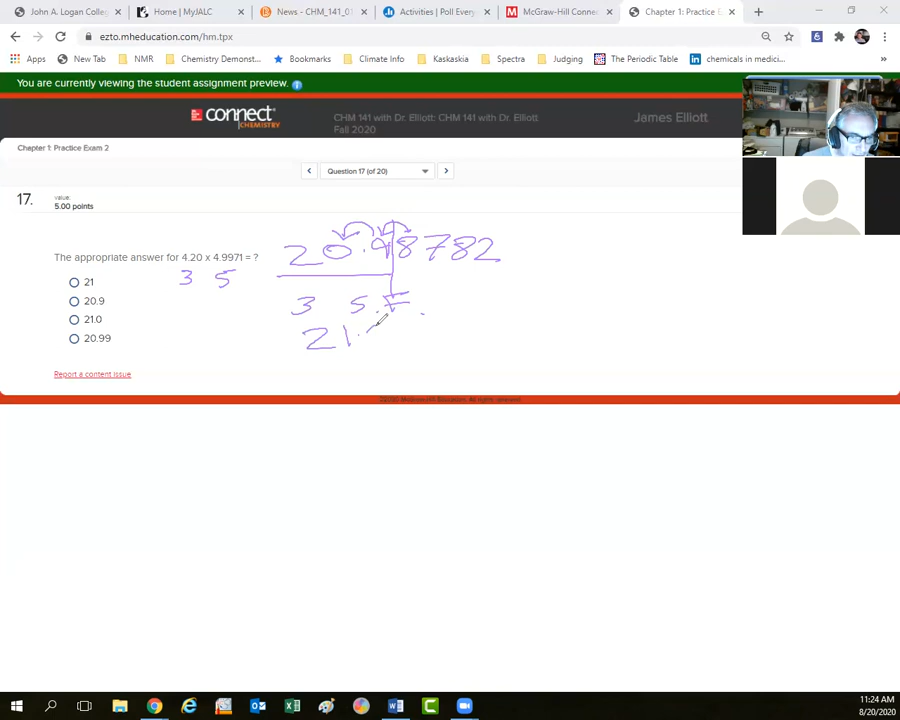 John A. Logan Colleg
Home | MyJALC
News – CHM_141_01
Activities | Poll Every
McGraw-Hill Connec
Chapter 1: Practice E
ezto.mheducation.com/hm.tpx
Apps
New Tab
NMR
Chemistry Demonst...
Bookmarks
Climate Info
Kaskaskia
Spectra
Judging
The Periodic Table
chemicals in medici...
You are currently viewing the student assignment preview.
connect
CHEMISTRY
CHM 141 with Dr. Elliott: CHM 141 with Dr. Elliott
Fall 2020
James Elliott
Chapter 1: Practice Exam 2
Question 17 (of 20)
17.
value:
5.00 points
20.98782
The appropriate answer for 4.20 x 4.9971 = ?
3 5
21
20.9
3 5.F.
21.0
21.
20.99
Report a content issue
11:24 AM
8/20/2020